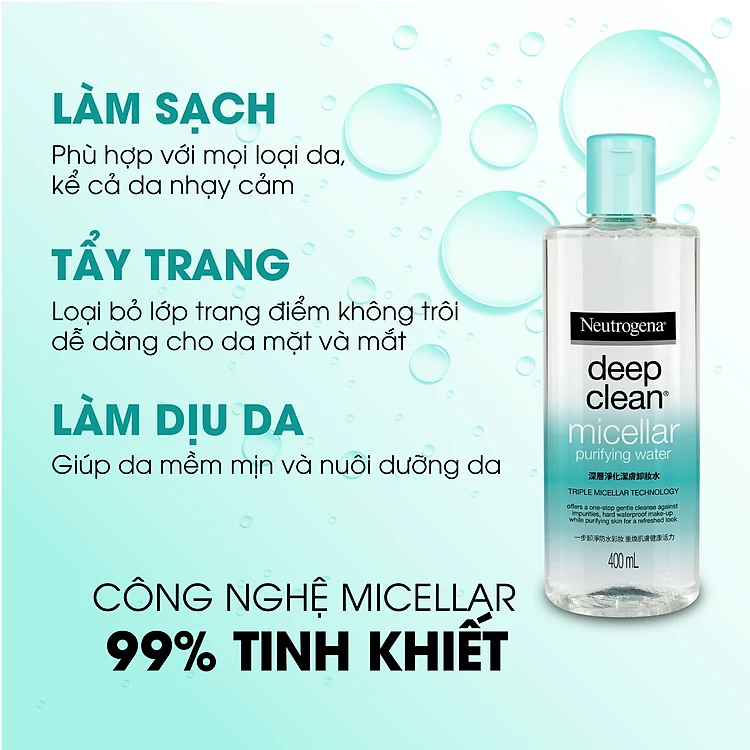 LÀM SẠCH
Phù hợp với mọi loại da,
kể cả da nhạy cảm
TẨY TRANG
Loại bỏ lớp trang điểm không trôi
dễ dàng cho da mặt và mắt
LÀM DỊU DA
Giúp da mềm mịn và nuôi dưỡng da
CÔNG NGHỆ MICELLAR
99% TINH KHIẾT
Neutrogena®
deep
clean®
micellar
purifying water
深層淨化潔膚卸妝水
TRIPLE MICELLAR TECHNOLOGY
offers a one-stop gentle cleanse against
impurities, hard waterproof make-up
while purifying skin for a refreshed look
一步卸淨防水彩妝 重煥肌膚健康活力
400 mL